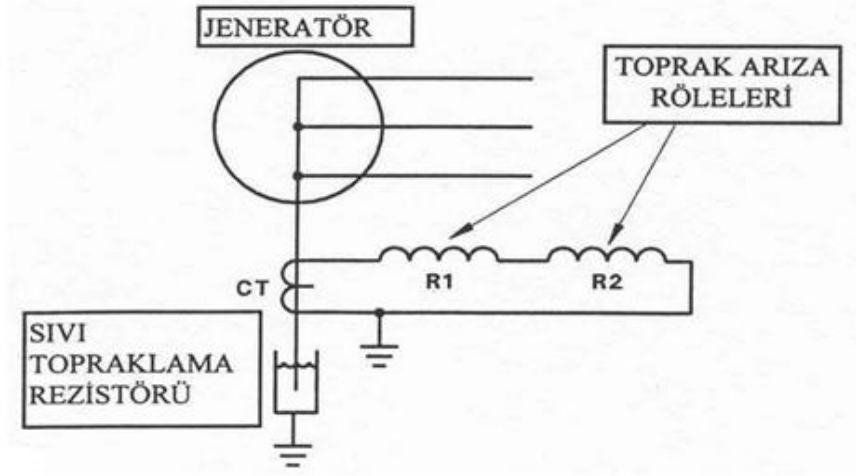 JENERATÖR
TOPRAK ARIZA
RÖLELERİ
CT
R1
R2
SIVI
TOPRAKLAMA
REZİSTÖRÜ